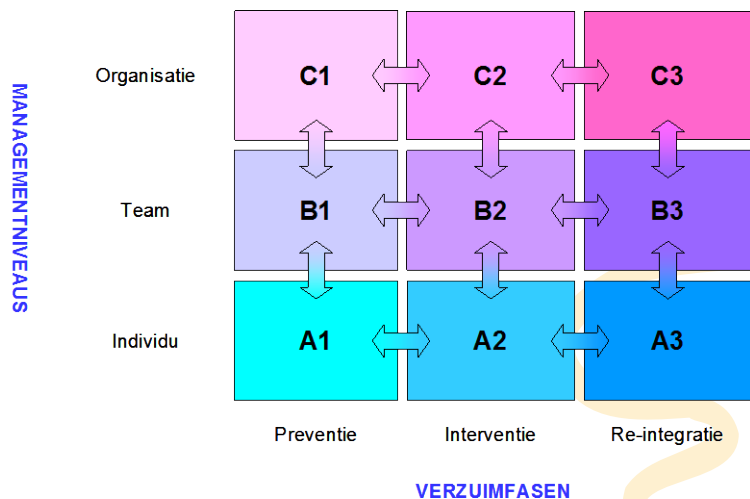 MANAGEMENTNIVEAUS
Organisatie
C1
C2
C3
Team
B1
B2
B3
Individu
A1
A2
A3
Preventie
Interventie
Re-integratie
VERZUIMFASEN